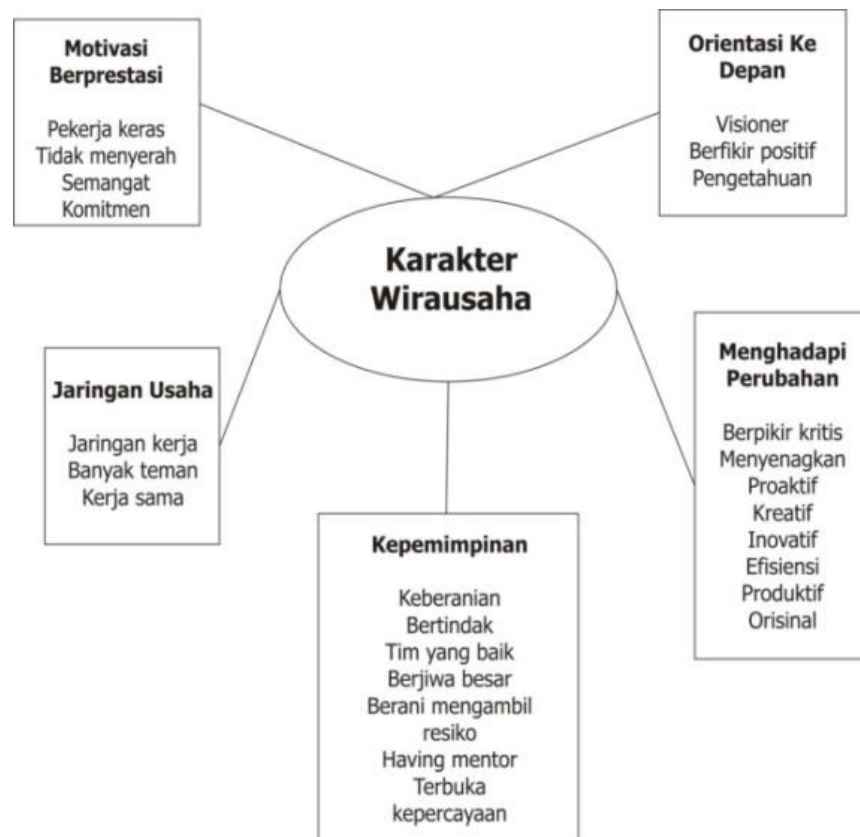 Motivasi
Berprestasi
Pekerja keras
Tidak menyerah
Semangat
Komitmen
Orientasi Ke
Depan
Visioner
Berfikir positif
Pengetahuan
Karakter
Wirausaha
Jaringan Usaha
Jaringan kerja
Banyak teman
Kerja sama
Menghadapi
Perubahan
Berpikir kritis
Menyenagkan
Proaktif
Kreatif
Inovatif
Efisiensi
Produktif
Orisinal
Kepemimpinan
Keberanian
Bertindak
Tim yang baik
Berjiwa besar
Berani mengambil
resiko
Having mentor
Terbuka
kepercayaan